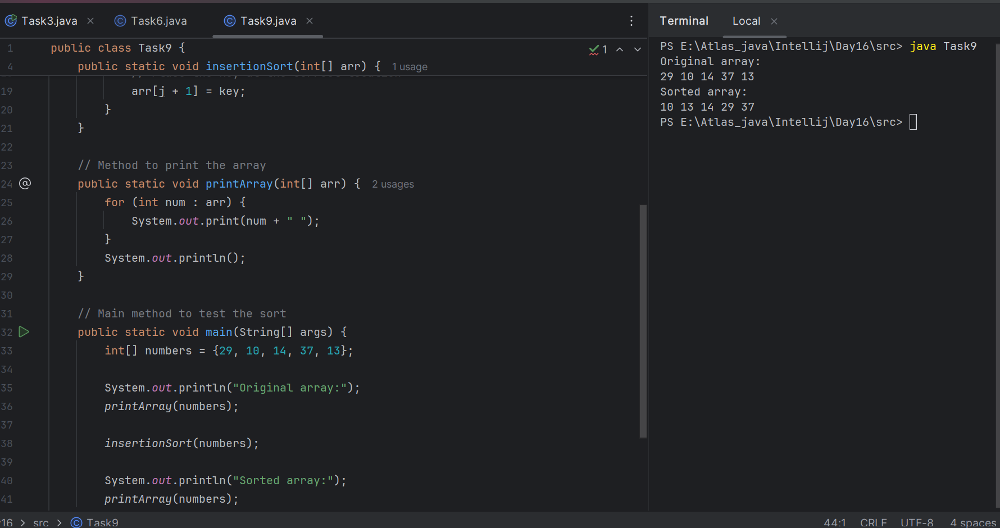 Task3.java Task6.java Task9.java
1 public class Task9 { 1
4 public static void insertionSort(int[] arr) { 1 usage
19 arr[j + 1] = key;
20 }
21 }
22
23 // Method to print the array
24 @ public static void printArray(int[] arr) { 2 usages
25 for (int num : arr) {
26 System.out.print(num + " ");
27 }
28 System.out.println();
29 }
30
31 // Main method to test the sort
32 public static void main(String[] args) {
33 int[] numbers = {29, 10, 14, 37, 13};
34
35 System.out.println("Original array:");
36 printArray(numbers);
37
38 insertionSort(numbers);
39
40 System.out.println("Sorted array:");
41 printArray(numbers);
Terminal Local
PS E:\Atlas_java\Intellij\Day16\src> java Task9
Original array:
29 10 14 37 13
Sorted array:
10 13 14 29 37
PS E:\Atlas_java\Intellij\Day16\src>
16 > src > Task9 44:1 CRLF UTF-8 4 spaces